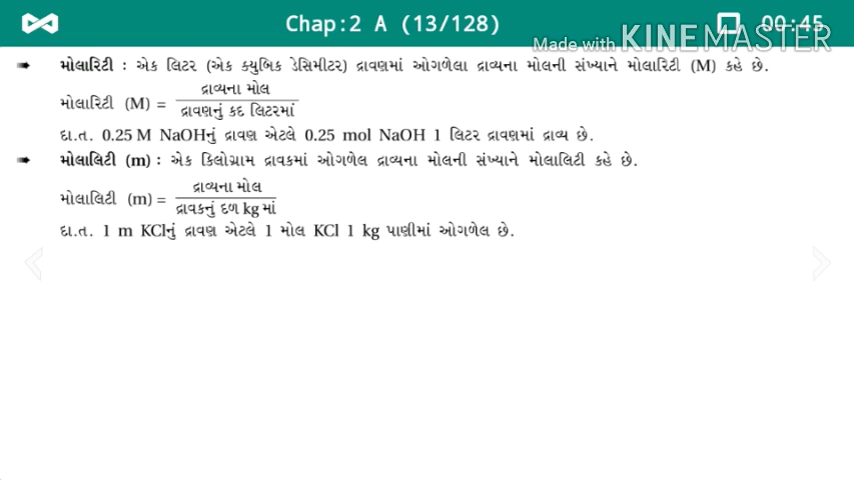 Chap:2 A (13/128)
00:45
Made with KINEMASTER
➠ મોલારિટી : એક લિટર (એક ક્યુબિક ડેસિમીટર) દ્રાવણમાં ઓગળેલા દ્રાવ્યના મોલની સંખ્યાને મોલારિટી (M) કહે છે.
દ્રાવ્યના મોલ
મોલારિટી (M) =
દ્રાવણનું કદ લિટરમાં
દા.ત. 0.25 M NaOHનું દ્રાવણ એટલે 0.25 mol NaOH 1 લિટર દ્રાવણમાં દ્રાવ્ય છે.
➠ મોલાલિટી (m) : એક કિલોગ્રામ દ્રાવકમાં ઓગળેલ દ્રાવ્યના મોલની સંખ્યાને મોલાલિટી કહે છે.
દ્રાવ્યના મોલ
મોલાલિટી (m) =
દ્રાવકનું દળ kg માં
દા.ત. 1 m KClનું દ્રાવણ એટલે 1 મોલ KCl 1 kg પાણીમાં ઓગળેલ છે.